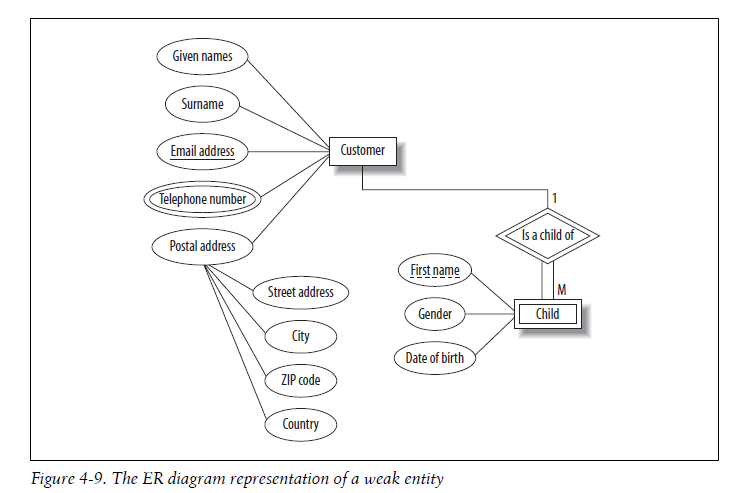 Given names
Surname
Email address
Customer
Telephone number
1
Postal address
Is a child of
First name
Street address
M
Gender
Child
City
Date of birth
ZIP code
Country
Figure 4-9. The ER diagram representation of a weak entity